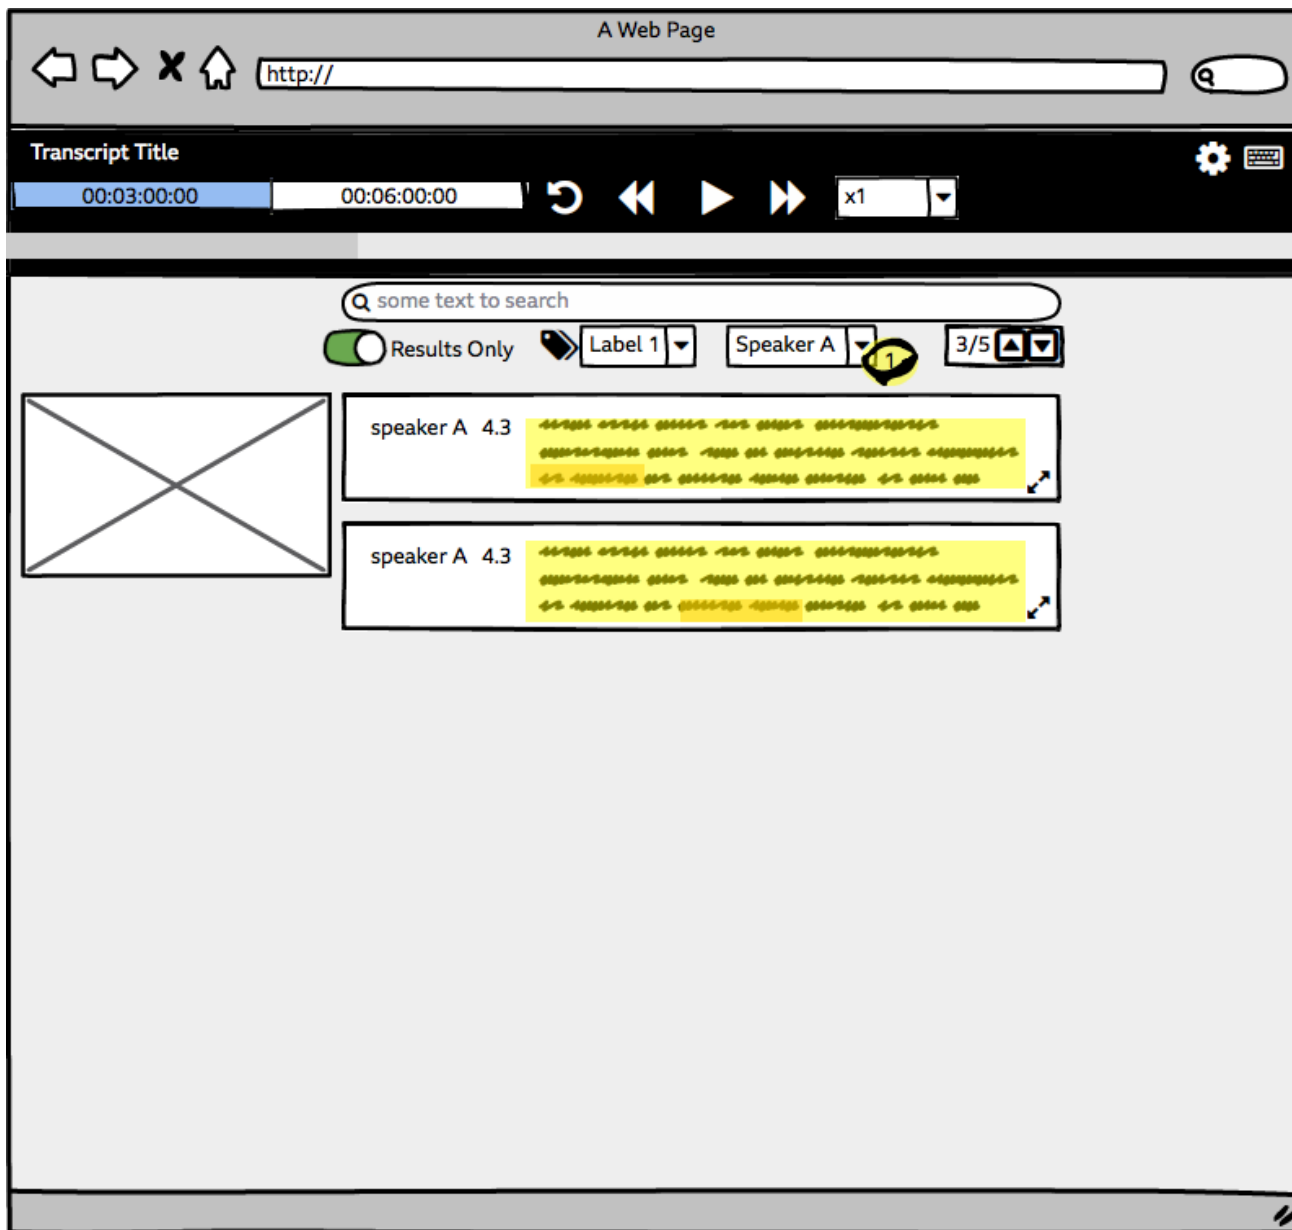 A Web Page
http://
Transcript Title
00:03:00:00 00:06:00:00 x1
some text to search
Results Only Label 1 Speaker A 1 3/5
speaker A 4.3
speaker A 4.3